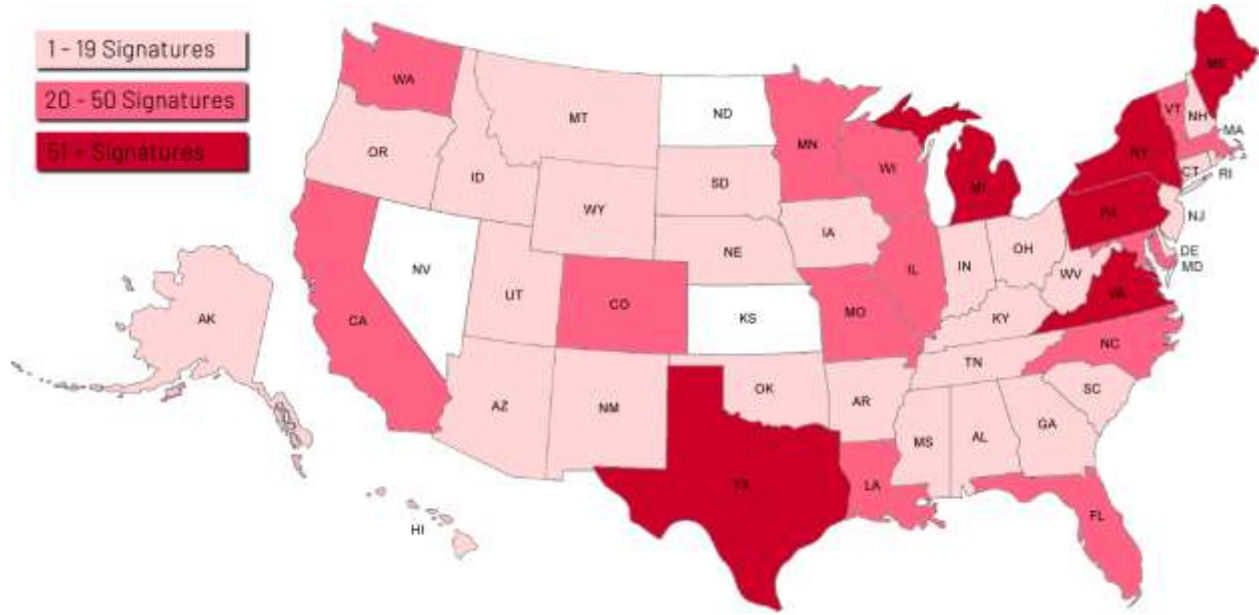 1 - 19 Signatures
20 - 50 Signatures
51 + Signatures
WA
MT
ND
MN
ME
VT
NH
MA
OR
ID
SD
WI
MI
NY
CT
RI
WY
IA
PA
NJ
NE
NV
UT
IL
IN
OH
DE
MD
CA
CO
KS
MO
WV
VA
KY
AK
NC
TN
AZ
NM
OK
AR
SC
MS
AL
GA
TX
LA
FL
HI